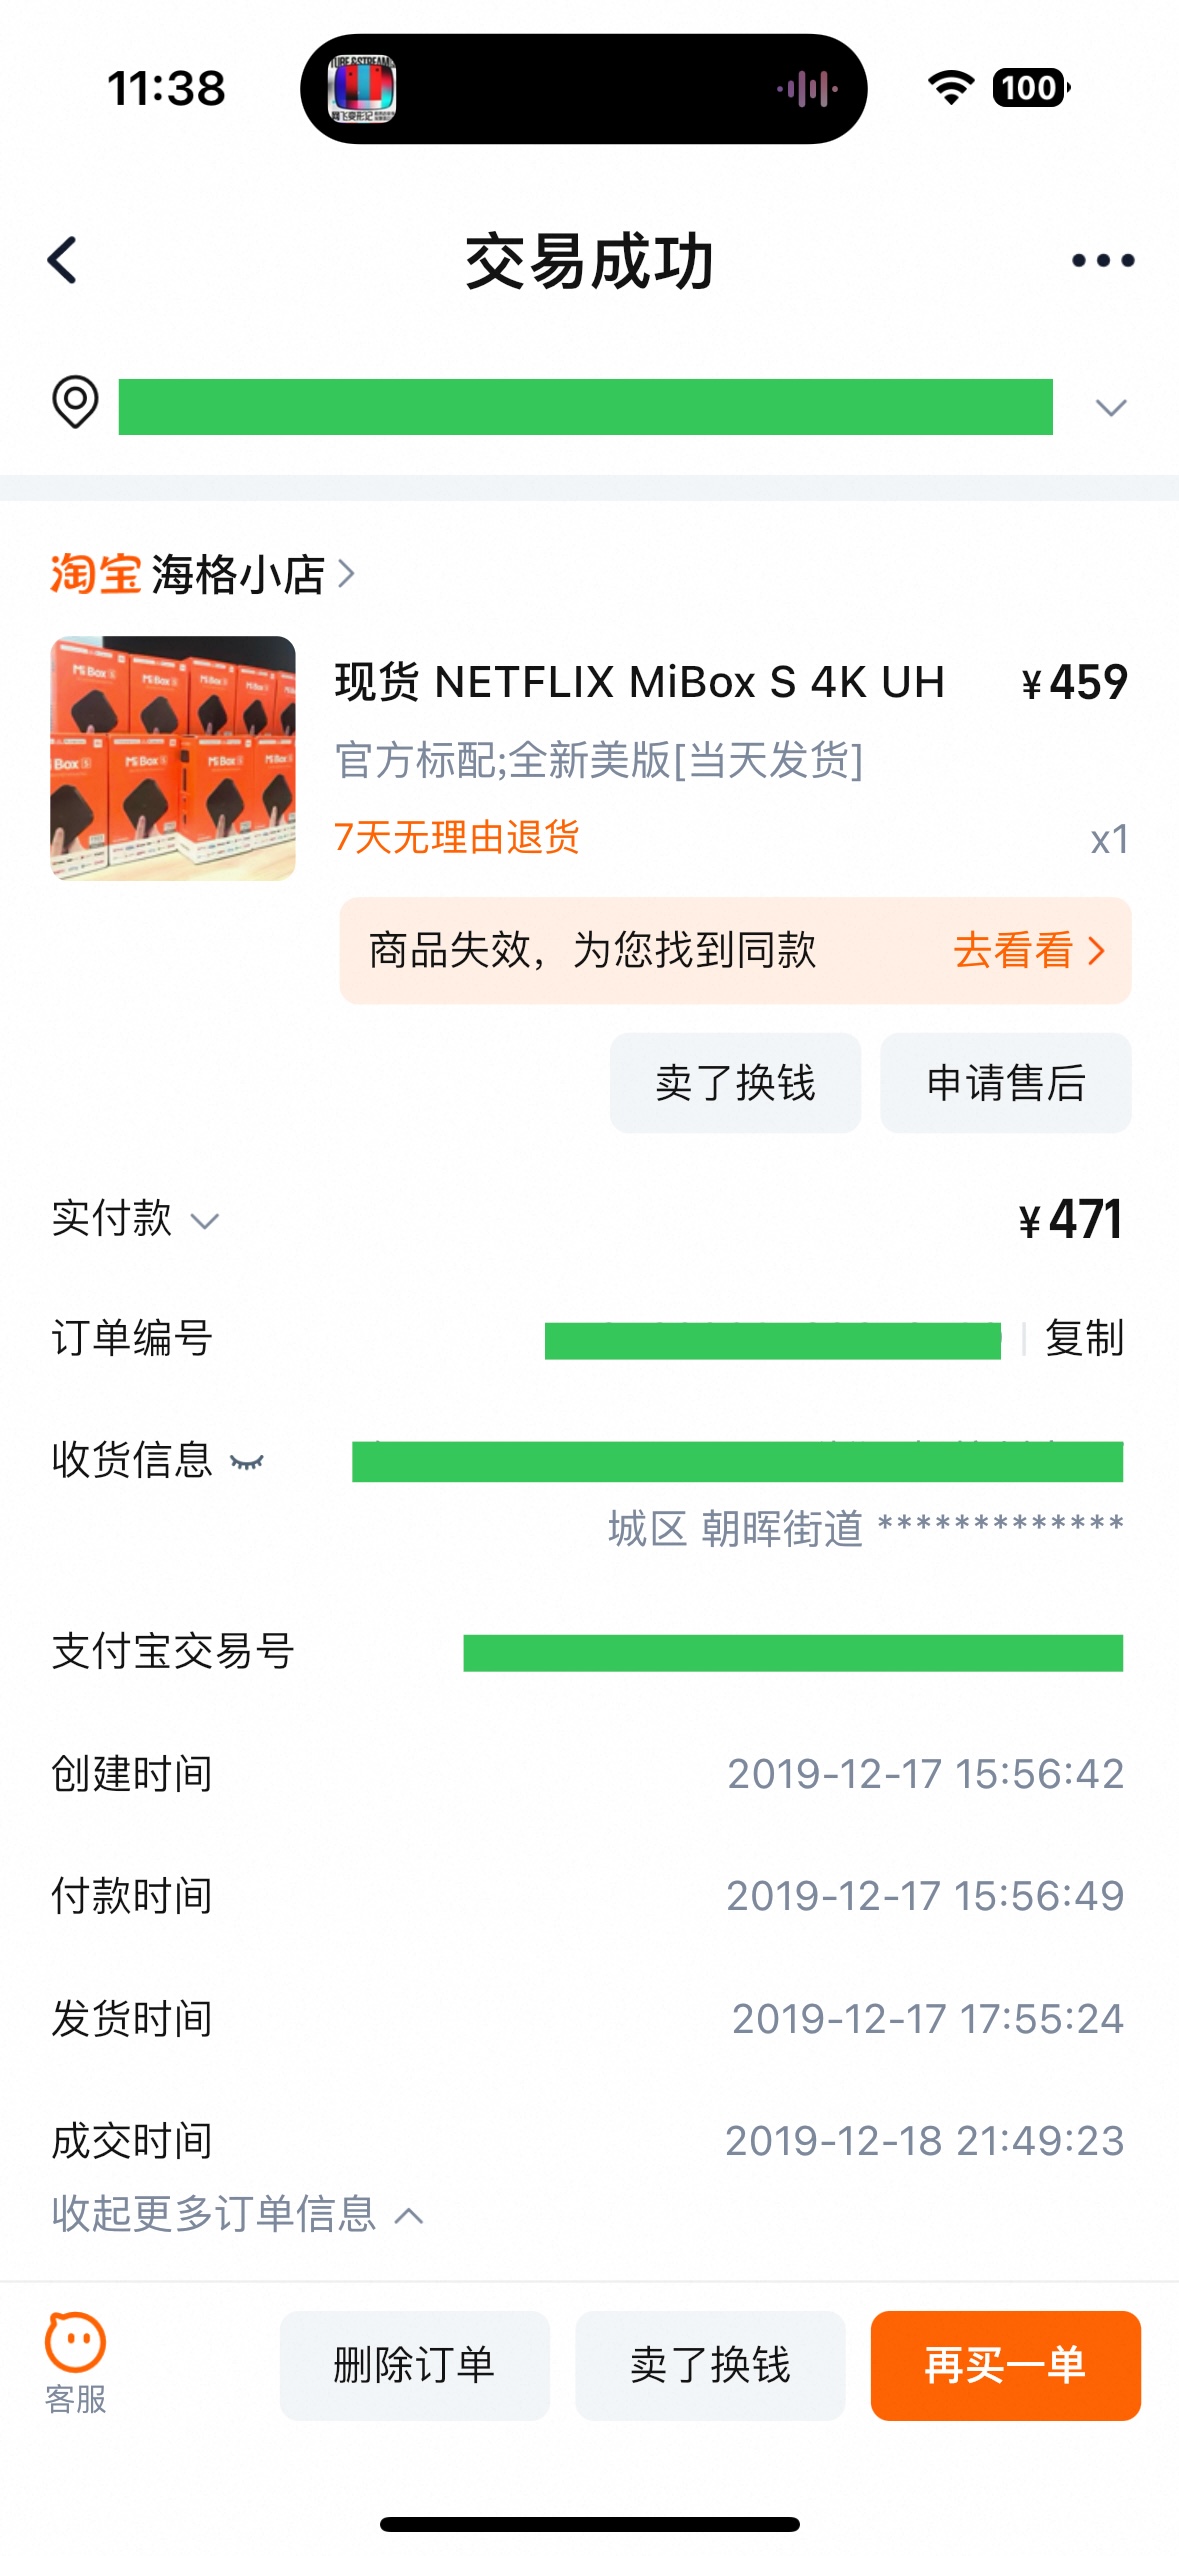 11:38
100
交易成功
淘宝 海格小店
现货 NETFLIX MiBox S 4K UH ¥459
官方标配;全新美版[当天发货]
7天无理由退货 x1
商品失效，为您找到同款 去看看
卖了换钱 申请售后
实付款 ¥471
订单编号 复制
收货信息
城区 朝晖街道 *************
支付宝交易号
创建时间 2019-12-17 15:56:42
付款时间 2019-12-17 15:56:49
发货时间 2019-12-17 17:55:24
成交时间 2019-12-18 21:49:23
收起更多订单信息
客服
删除订单 卖了换钱 再买一单